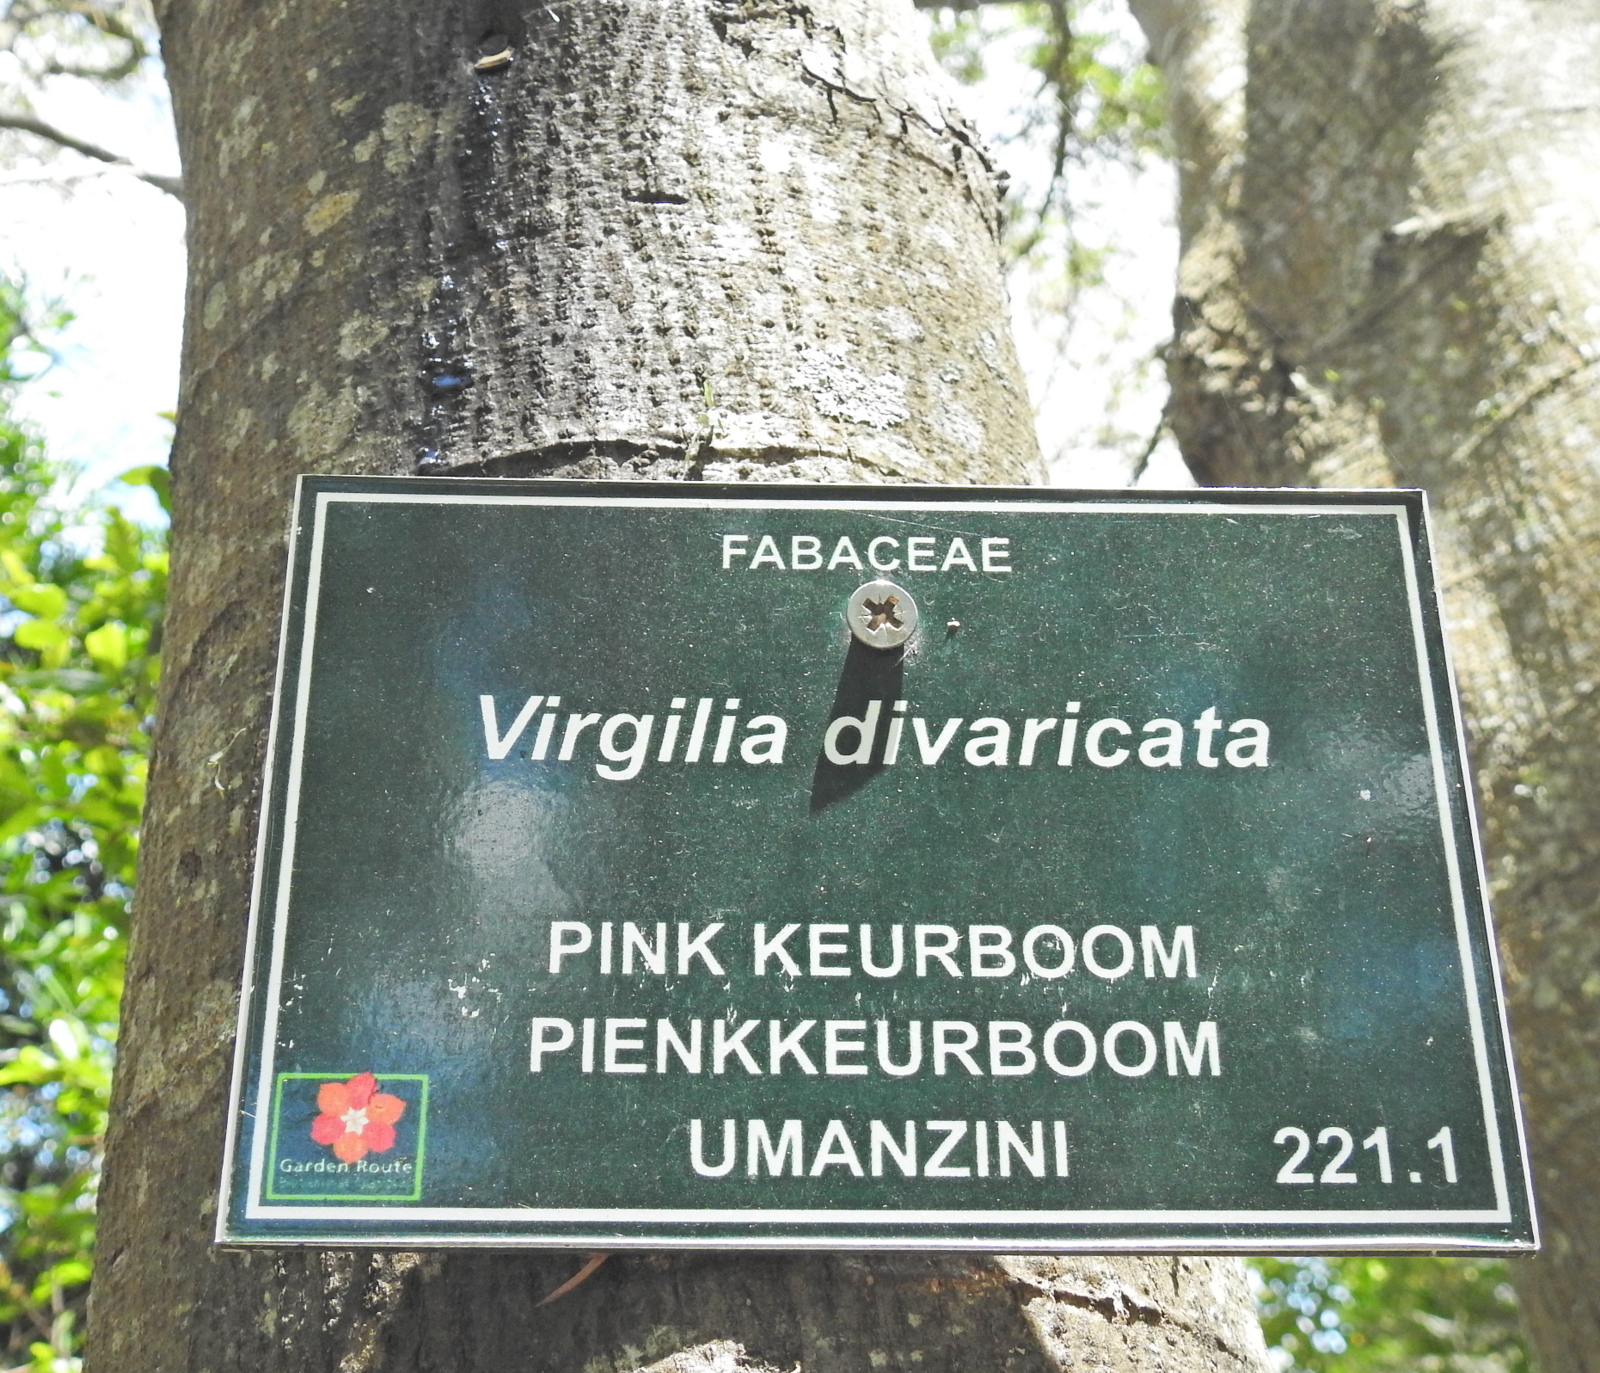 FABACEAE
Virgilia divaricata
PINK KEURBOOM
PIENKKEURBOOM
UMANZINI
221.1
Garden Route